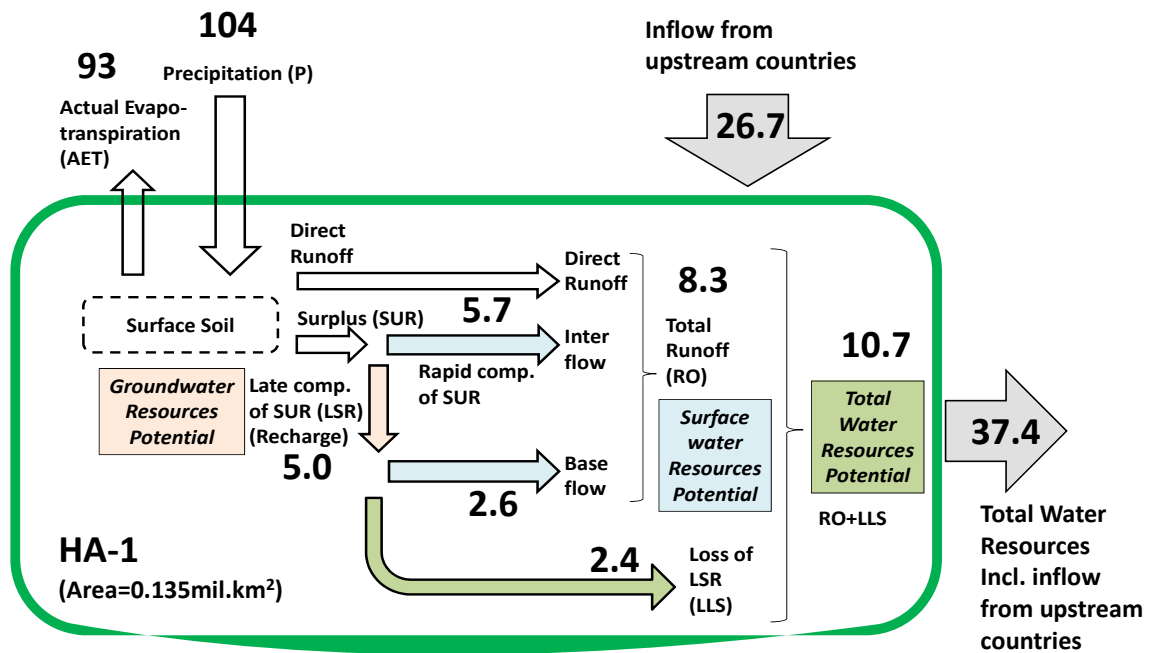 104
Precipitation (P)
93
Actual Evapo-
transpiration
(AET)
Inflow from
upstream countries
26.7
Direct
Runoff
Direct
Runoff
Surface Soil
Surplus (SUR)
5.7
Inter
flow
Rapid comp.
of SUR
Groundwater
Resources
Potential
Late comp.
of SUR (LSR)
(Recharge)
5.0
Base
flow
2.6
8.3
Total
Runoff
(RO)
Surface
water
Resources
Potential
10.7
Total
Water
Resources
Potential
RO+LLS
37.4
Total Water
Resources
Incl. inflow
from upstream
countries
2.4
Loss of
LSR
(LLS)
HA-1
(Area=0.135mil.km²)